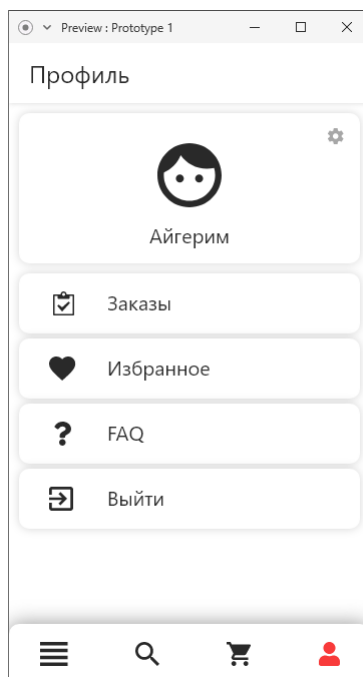 Preview : Prototype 1
Профиль
Айгерим
Заказы
Избранное
FAQ
Выйти